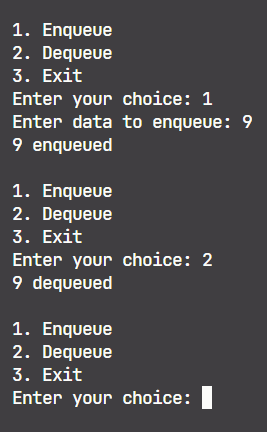 1. Enqueue
2. Dequeue
3. Exit
Enter your choice: 1
Enter data to enqueue: 9
9 enqueued
1. Enqueue
2. Dequeue
3. Exit
Enter your choice: 2
9 dequeued
1. Enqueue
2. Dequeue
3. Exit
Enter your choice: